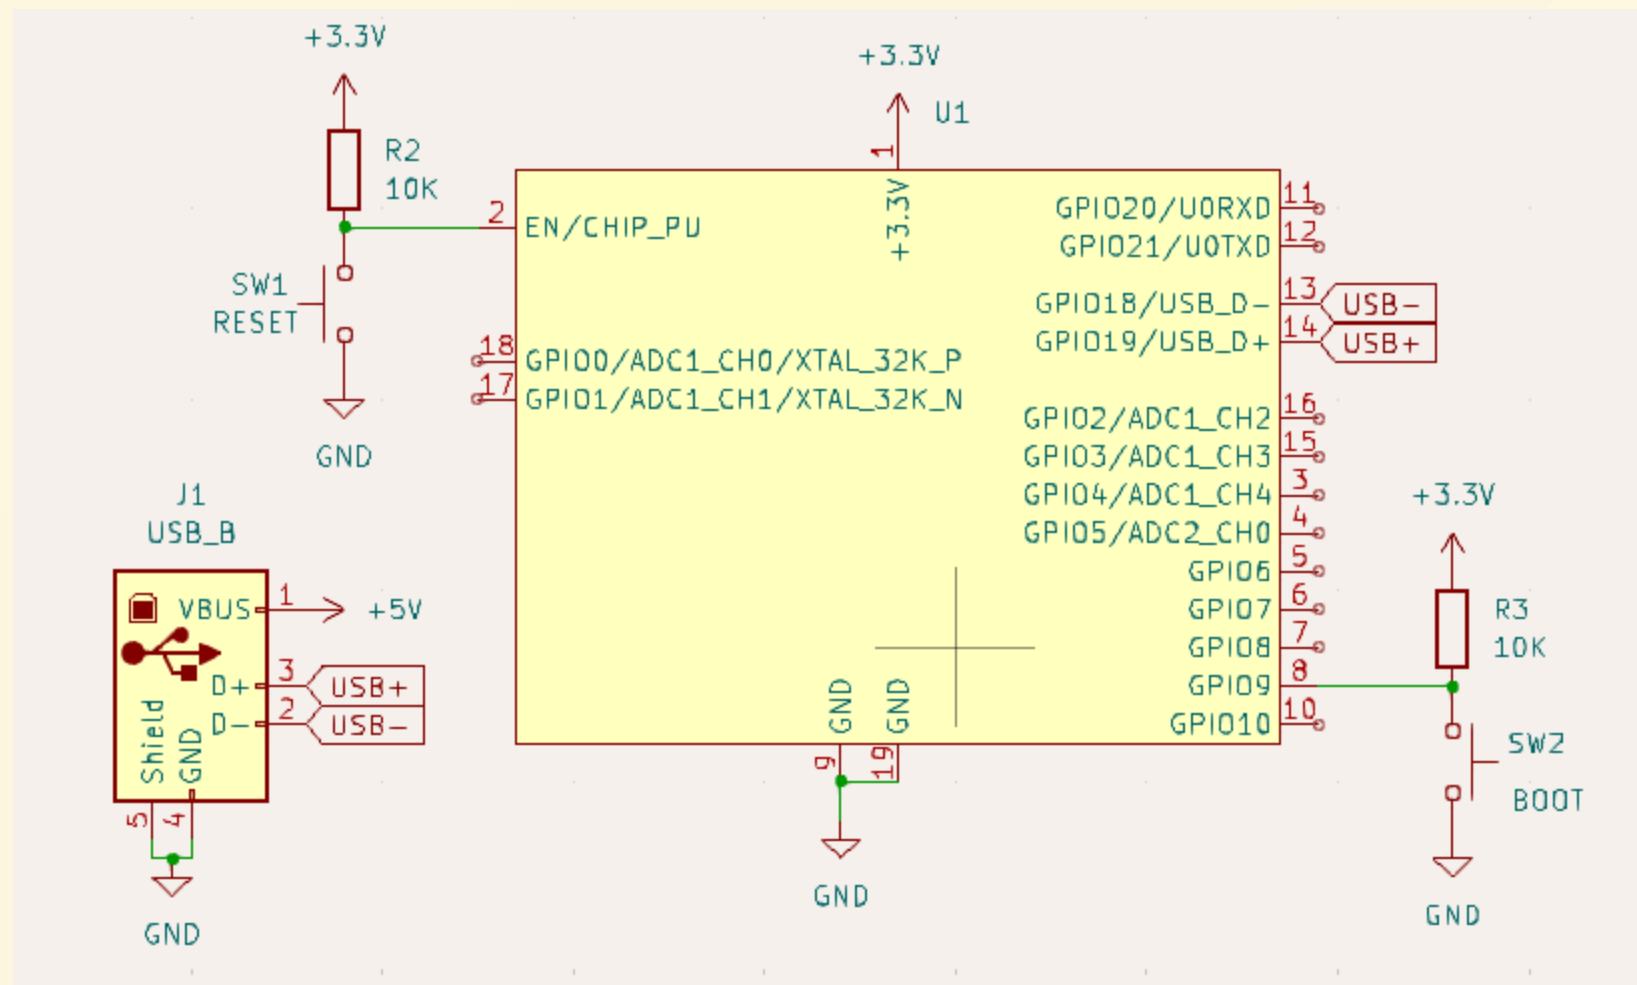 +3.3V
R2
10K
SW1
RESET
GND
+3.3V
U1
1
+3.3V
2
EN/CHIP_PU
18
GPIO0/ADC1_CH0/XTAL_32K_P
17
GPIO1/ADC1_CH1/XTAL_32K_N
GPIO20/U0RXD
11
GPIO21/U0TXD
12
GPIO18/USB_D-
13
USB-
GPIO19/USB_D+
14
USB+
GPIO2/ADC1_CH2
16
GPIO3/ADC1_CH3
15
GPIO4/ADC1_CH4
3
GPIO5/ADC2_CH0
4
GPIO6
5
GPIO7
6
GPIO8
7
GPIO9
8
GPIO10
10
GND
GND
9
19
GND
J1
USB_B
VBUS
1
+5V
D+
3
USB+
D-
2
USB-
Shield
GND
5
4
GND
+3.3V
R3
10K
SW2
BOOT
GND